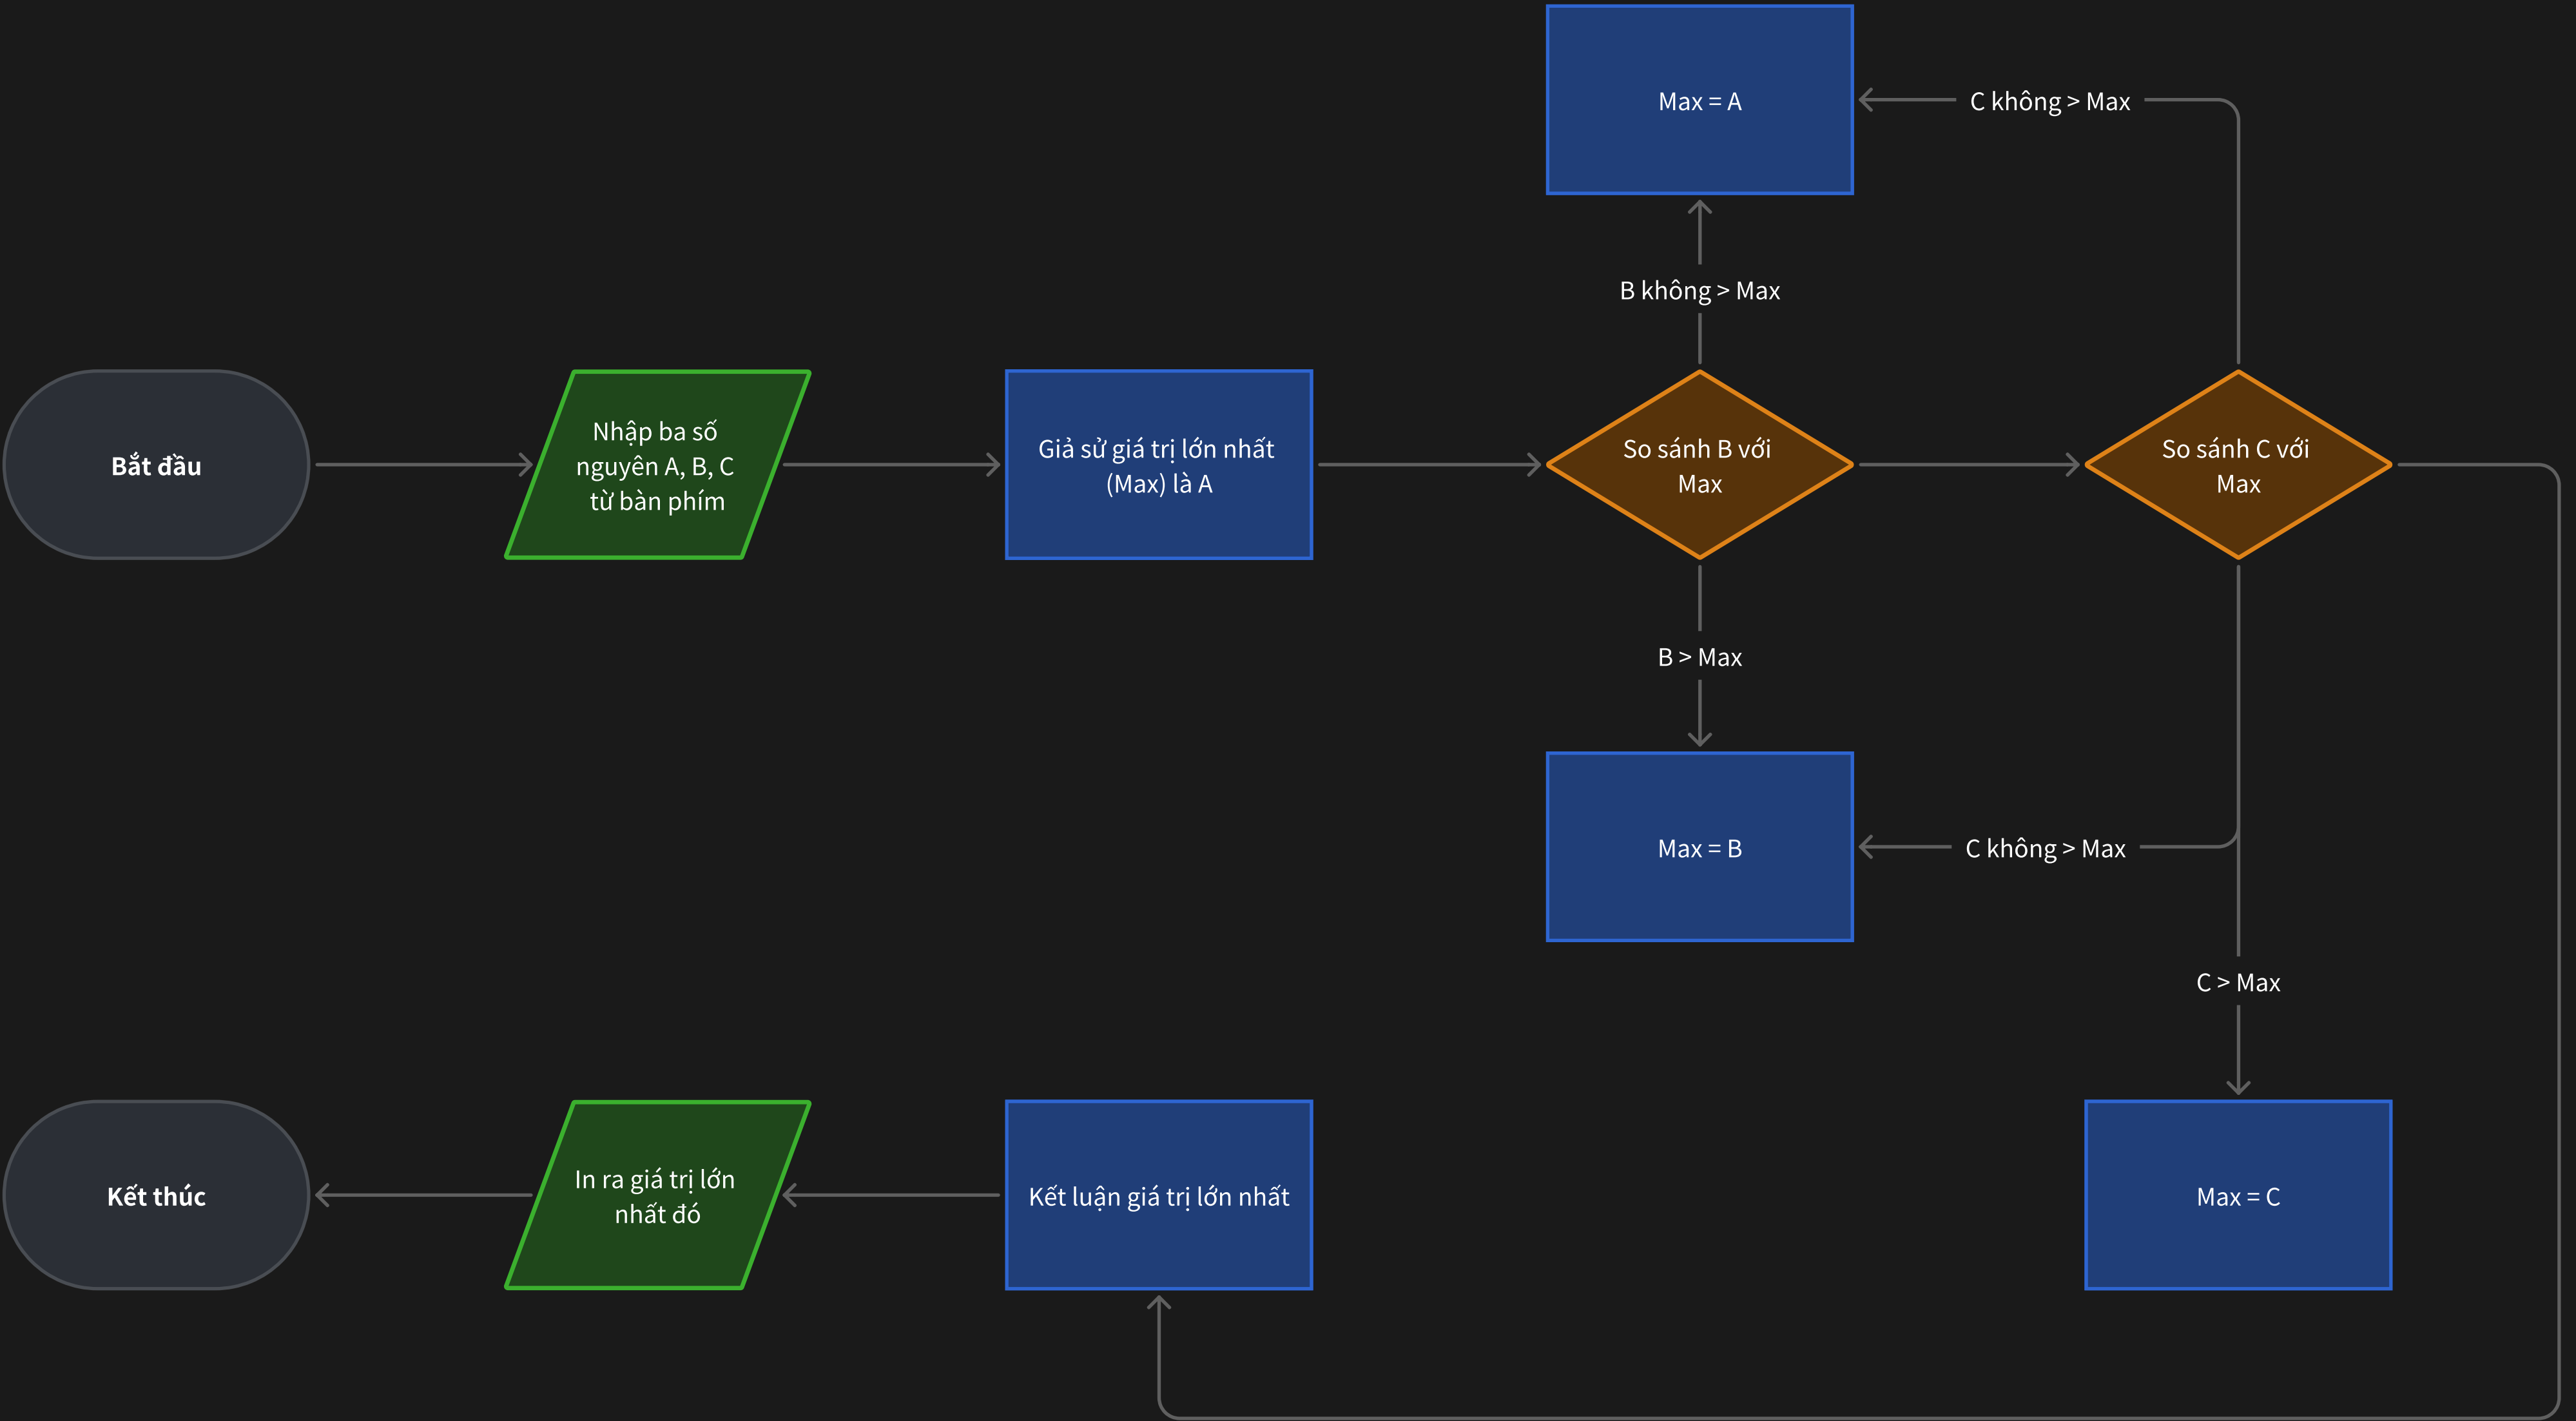 Max = A
C không > Max
B không > Max
Bắt đầu
Nhập ba số
nguyên A, B, C
từ bàn phím
Giả sử giá trị lớn nhất
(Max) là A
So sánh B với
Max
So sánh C với
Max
B > Max
Max = B
C không > Max
C > Max
Kết thúc
In ra giá trị lớn
nhất đó
Kết luận giá trị lớn nhất
Max = C